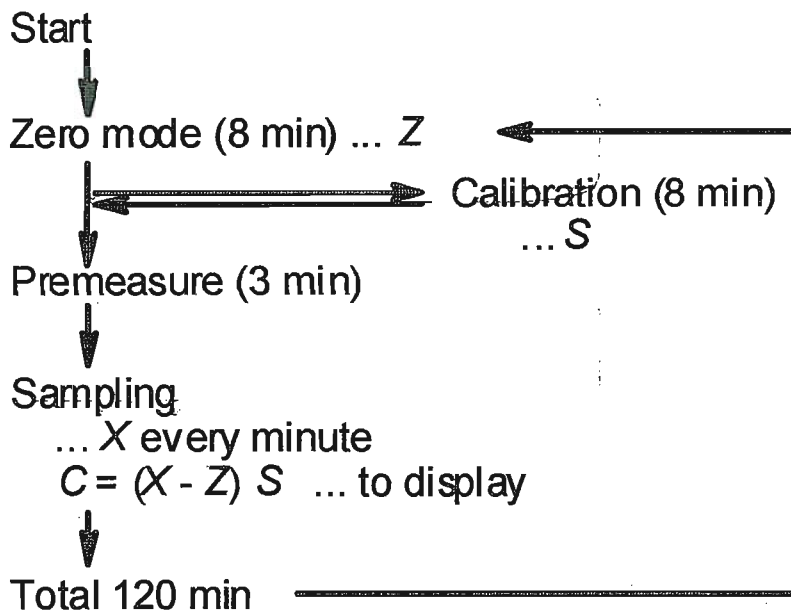 Start
Zero mode (8 min) ... Z
Calibration (8 min)
... S
Premeasure (3 min)
Sampling
... X every minute
C = (X - Z) S ... to display
Total 120 min